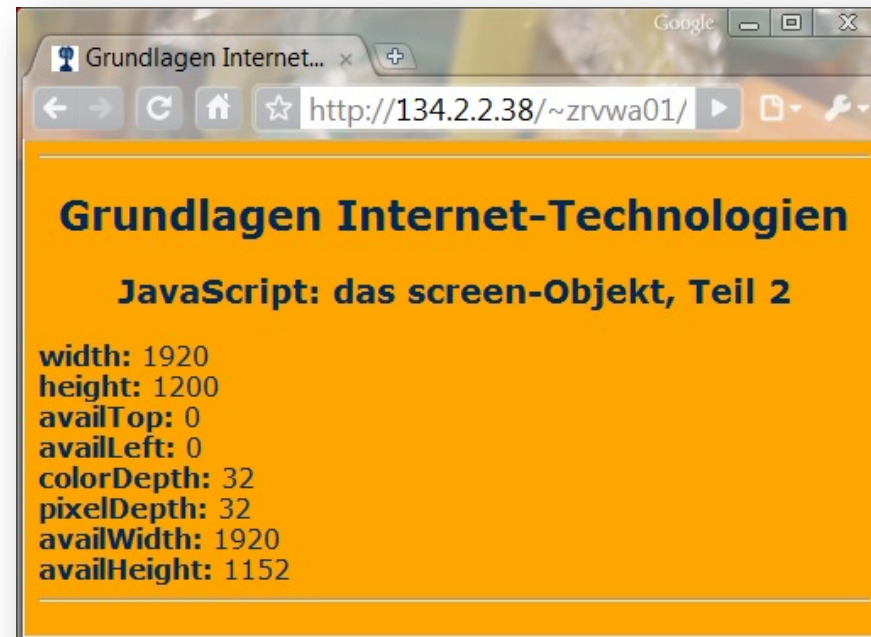 Google
Grundlagen Internet...
http://134.2.2.38/~zrvwa01/
Grundlagen Internet-Technologien
JavaScript: das screen-Objekt, Teil 2
width: 1920
height: 1200
availTop: 0
availLeft: 0
colorDepth: 32
pixelDepth: 32
availWidth: 1920
availHeight: 1152